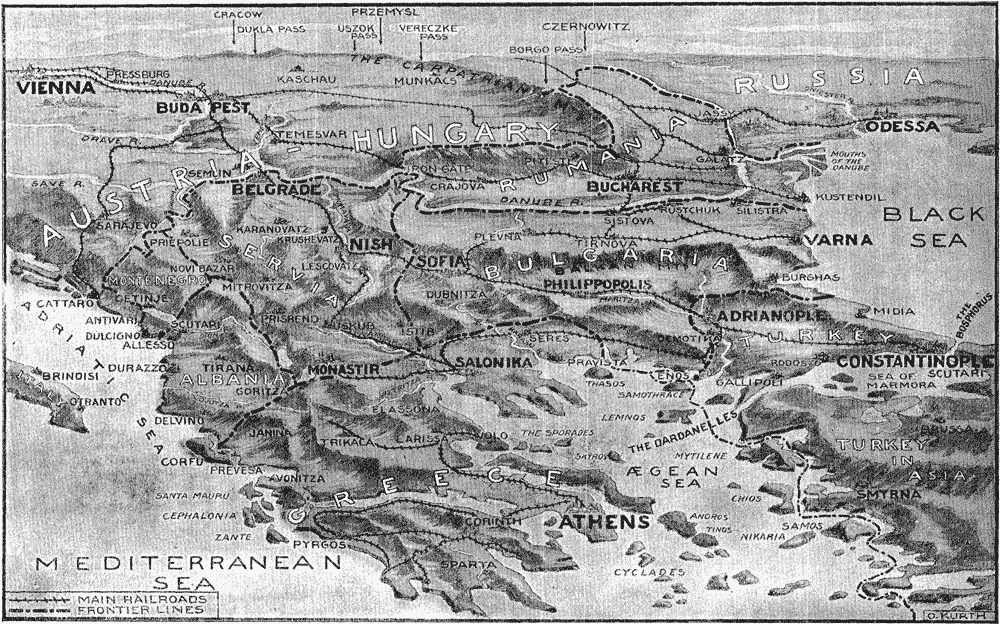 CRACOW
PRZEMYSL
DUKLA PASS
USZOK PASS
VERECZKE PASS
CZERNOWITZ
BORGO PASS
THE CARPATHIAN MTS
RUSSIA
VIENNA
PRESSBURG
DANUBE R.
KASCHAU
MUNKACS
BUDA PEST
JASSY
DNIESTER R.
ODESSA
DRAVE R.
TEMESVAR
AUSTRIA-HUNGARY
MOUTHS OF THE DANUBE
GALATZ
SEMLIN
IRON GATE
PITESTI
RUMANIA
SAVE R.
BELGRADE
CRAJOVA
BUCHAREST
KUSTENDIL
DANUBE R.
SISTOVA
RUSTCHUK
SILISTRA
BLACK SEA
SARAJEVO
PRIEPOLIE
KARANOVATZ
KRUSHEVATZ
NISH
PLEVNA
TIRNOVA
VARNA
SERVIA
SOFIA
BULGARIA
NOVI BAZAR
LESCOVATZ
MONTENEGRO
MITROVITZA
DUBNITZA
PHILIPPOPOLIS
MARITZA
BURGHAS
CATTARO
CETINJE
ANTIVARI
SCUTARI
PRISREND
USKUB
ISTIB
ADRIANOPLE
MIDIA
THE BOSPHORUS
DULCIGNO
ALLESSO
SERES
DEMOTIKA
TURKEY
ADRIATIC SEA
DURAZZO
TIRANA
MONASTIR
SALONIKA
PRAVISTA
ENOS
RODOSTO
CONSTANTINOPLE
SCUTARI
SEA OF MARMORA
ITALY
BRINDISI
ALBANIA
GORITZA
THASOS
SAMOTHRACE
GALLIPOLI
OTRANTO
ELASSONA
LEMNOS
THE DARDANELLES
BRUSSA
DELVINO
JANINA
TRIKALA
LARISSA
VOLO
THE SPORADES
TURKEY IN ASIA
CORFU
PREVESA
SKYROS
MYTILENE
ÆGEAN SEA
VONITZA
GREECE
SANTA MAURU
CHIOS
SMYRNA
CEPHALONIA
CORINTH
ATHENS
ANDROS
TINOS
SAMOS
NIKARIA
ZANTE
PYRGOS
MEDITERRANEAN SEA
SPARTA
CYCLADES
MAIN RAILROADS
FRONTIER LINES
O. KURTH